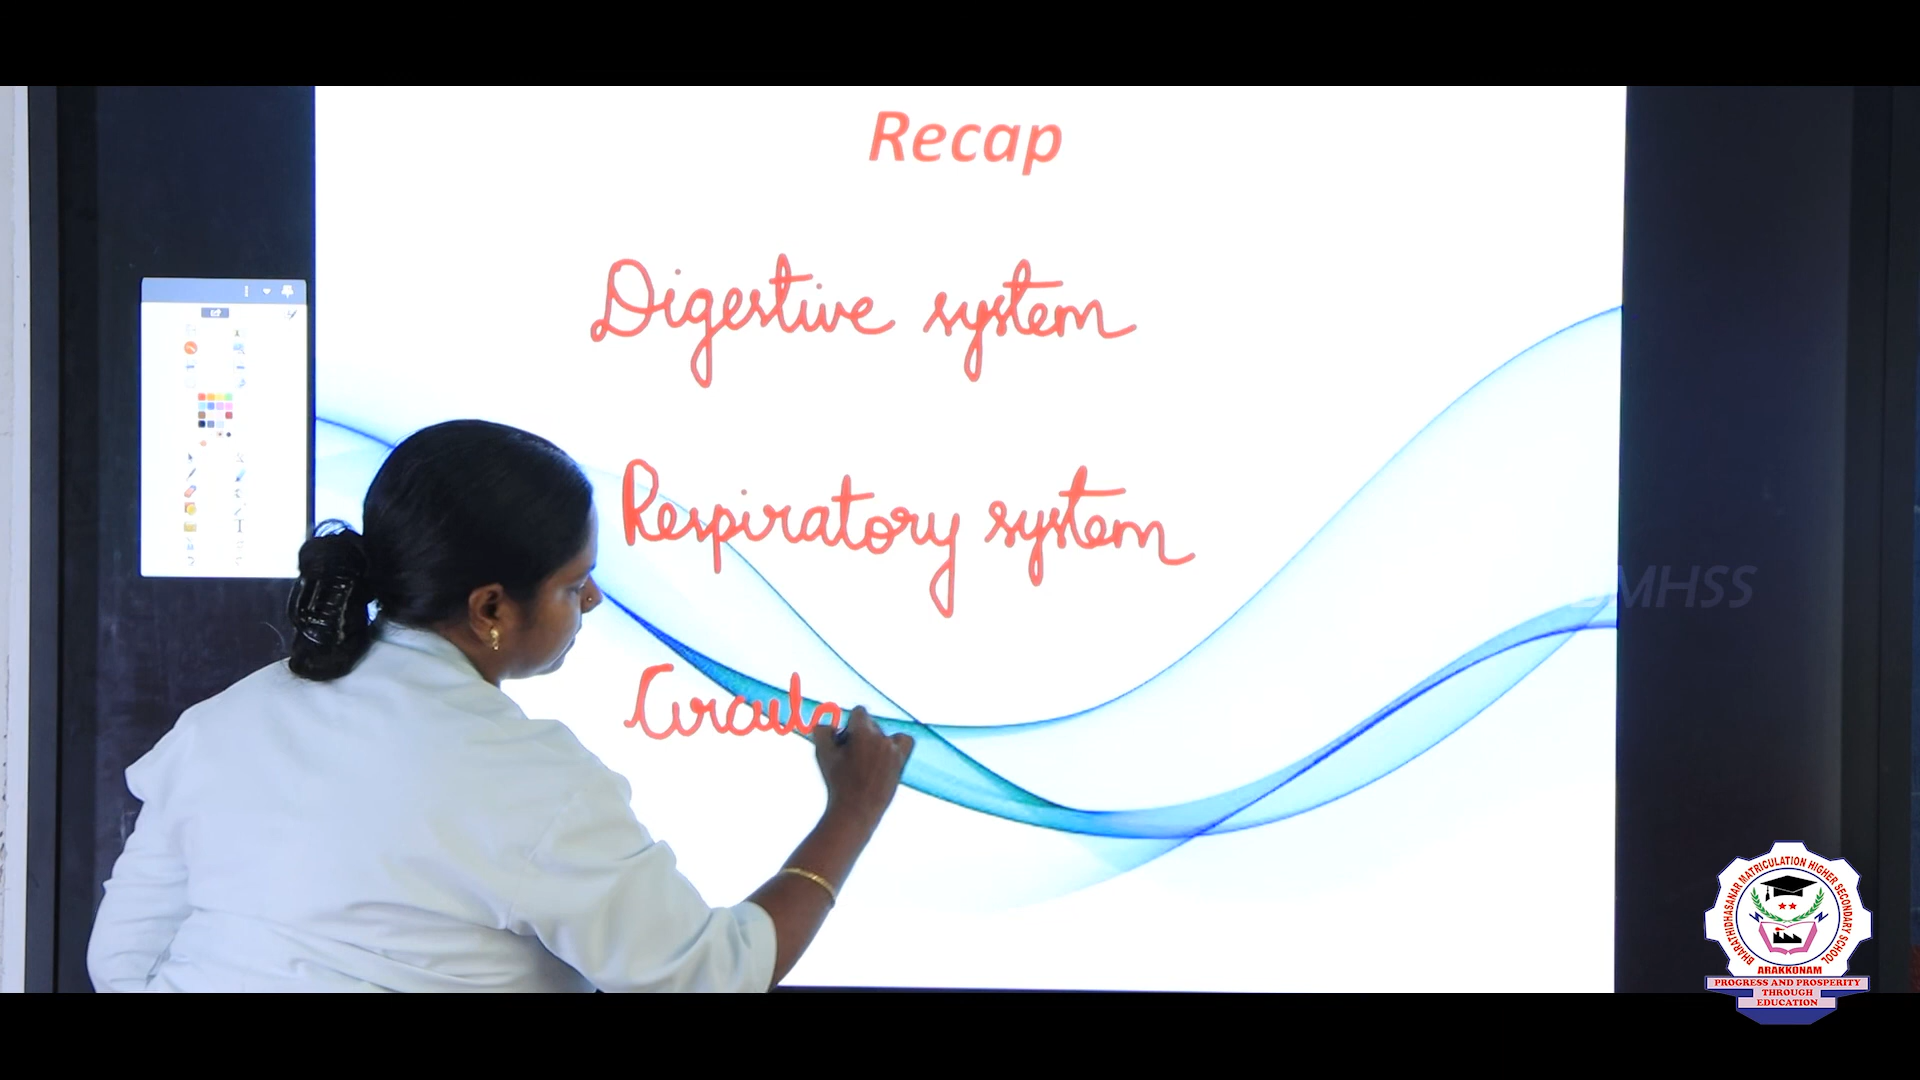 Recap
Digestive system
Respiratory system
Circula
MHSS
BHARATHIDHASANAR MATRICULATION HIGHER SECONDARY SCHOOL
ARAKKONAM
PROGRESS AND PROSPERITY
THROUGH
EDUCATION